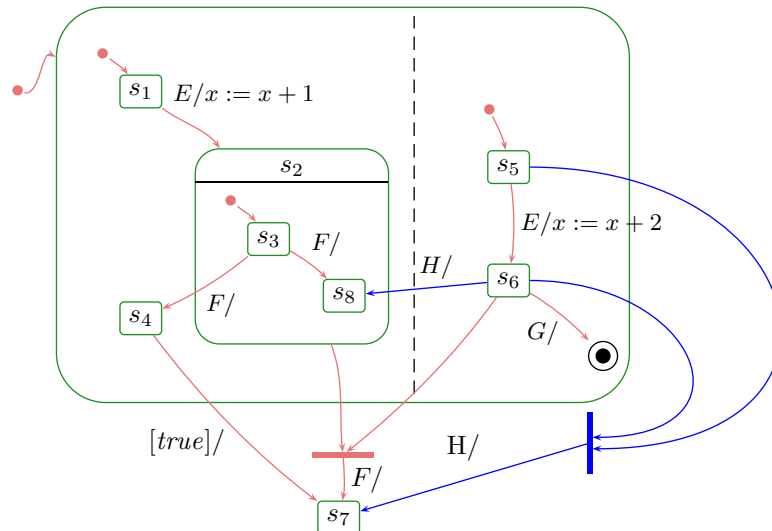 s₁
E/x := x + 1
s₂
s₅
E/x := x + 2
s₃
F/
H/
s₈
s₆
F/
s₄
G/
[true]/
H/
F/
s₇